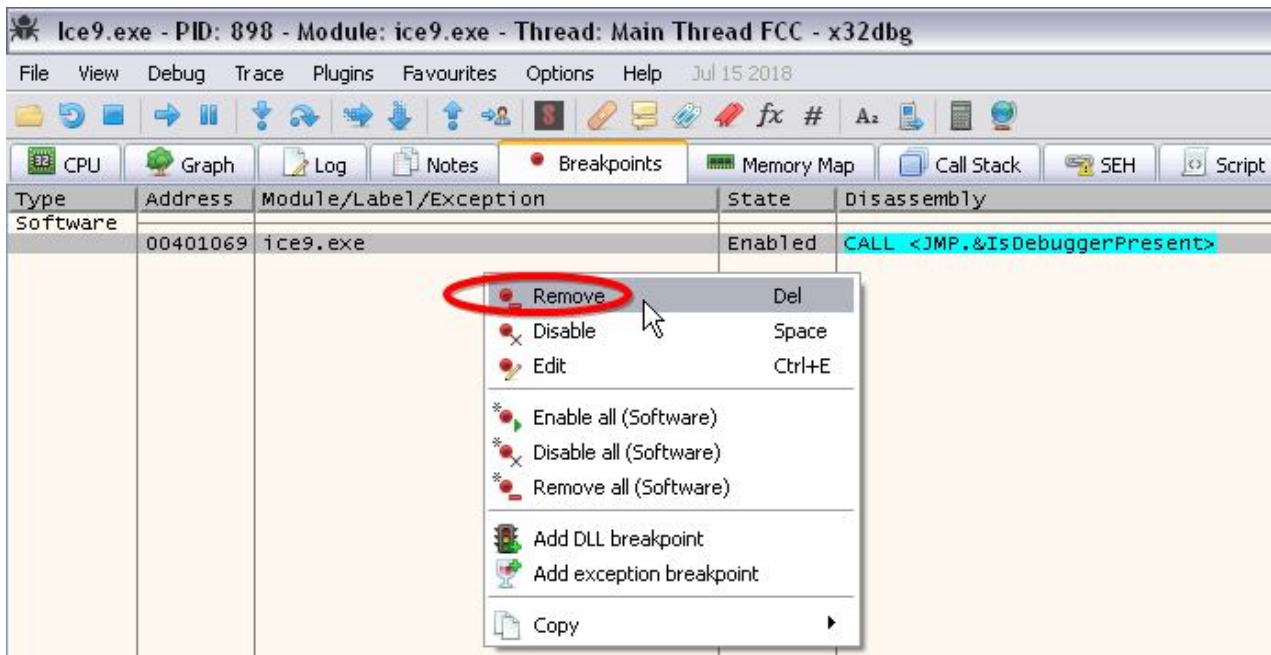 Ice9.exe - PID: 898 - Module: ice9.exe - Thread: Main Thread FCC - x32dbg
File View Debug Trace Plugins Favourites Options Help Jul 15 2018
fx # Az
32 CPU Graph Log Notes Breakpoints Memory Map Call Stack SEH Script
Type Address Module/Label/Exception State Disassembly
Software
00401069 ice9.exe Enabled CALL <JMP.&IsDebuggerPresent>
Remove Del
Disable Space
Edit Ctrl+E
Enable all (Software)
Disable all (Software)
Remove all (Software)
Add DLL breakpoint
Add exception breakpoint
Copy